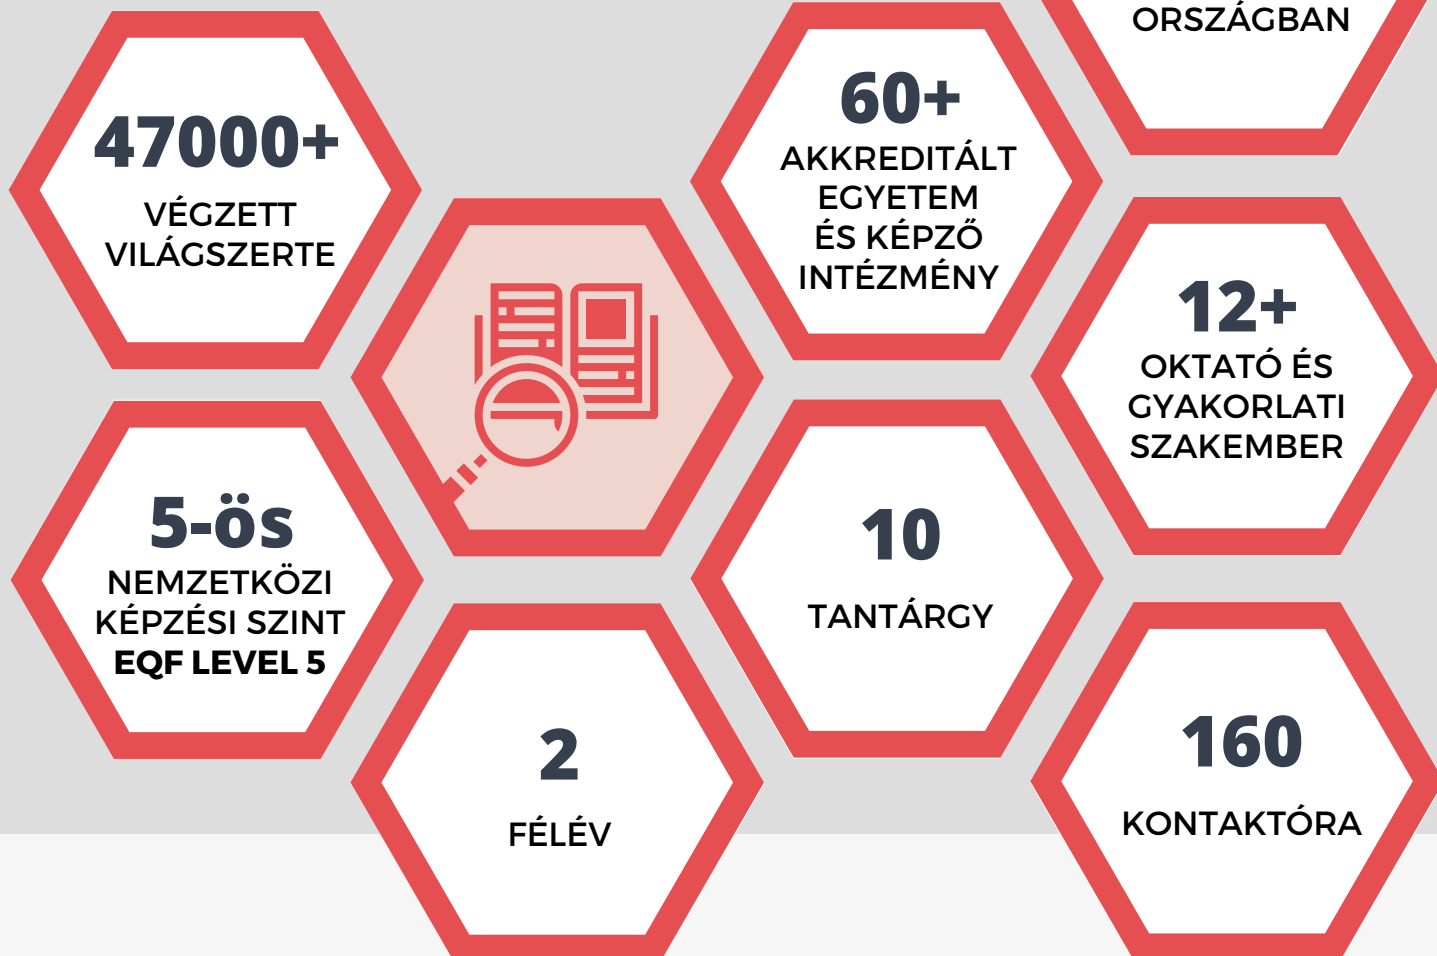 ORSZÁGBAN
47000+
VÉGZETT
VILÁGSZERTE
60+
AKKREDITÁLT
EGYETEM
ÉS KÉPZŐ
INTÉZMÉNY
12+
OKTATÓ ÉS
GYAKORLATI
SZAKEMBER
5-ös
NEMZETKÖZI
KÉPZÉSI SZINT
EQF LEVEL 5
10
TANTÁRGY
2
FÉLÉV
160
KONTAKTÓRA